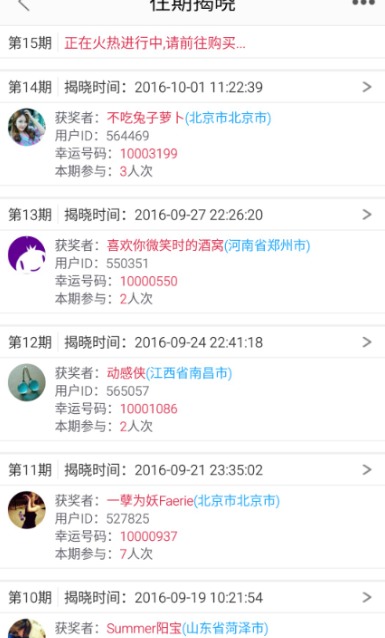 往期揭晓
第15期 正在火热进行中,请前往购买...
第14期 揭晓时间：2016-10-01 11:22:39
获奖者：不吃兔子萝卜(北京市北京市)
用户ID：564469
幸运号码：10003199
本期参与：3人次
第13期 揭晓时间：2016-09-27 22:26:20
获奖者：喜欢你微笑时的酒窝(河南省郑州市)
用户ID：550351
幸运号码：10000550
本期参与：2人次
第12期 揭晓时间：2016-09-24 22:41:18
获奖者：动感侠(江西省南昌市)
用户ID：565057
幸运号码：10001086
本期参与：2人次
第11期 揭晓时间：2016-09-21 23:35:02
获奖者：一孽为妖Faerie(北京市北京市)
用户ID：527825
幸运号码：10000937
本期参与：7人次
第10期 揭晓时间：2016-09-19 10:21:54
获奖者：Summer阳宝(山东省菏泽市)